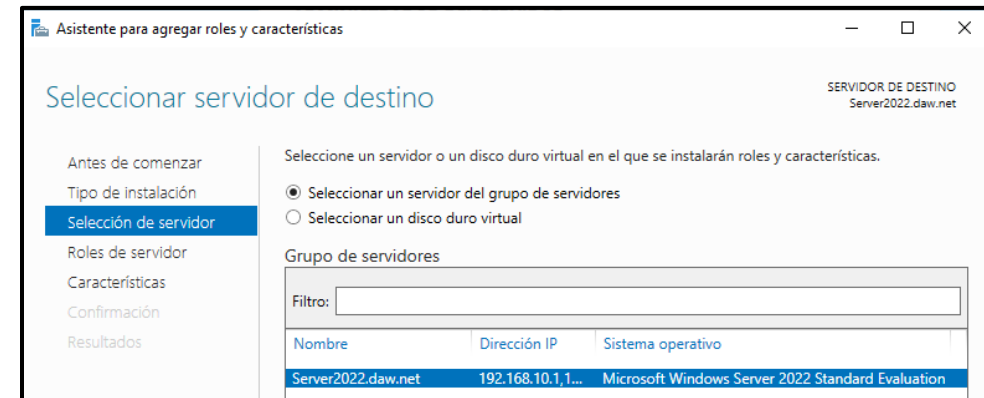 Asistente para agregar roles y características
Seleccionar servidor de destino
SERVIDOR DE DESTINO
Server2022.daw.net
Antes de comenzar
Tipo de instalación
Selección de servidor
Roles de servidor
Características
Confirmación
Resultados
Seleccione un servidor o un disco duro virtual en el que se instalarán roles y características.
Seleccionar un servidor del grupo de servidores
Seleccionar un disco duro virtual
Grupo de servidores
Filtro:
Nombre Dirección IP Sistema operativo
Server2022.daw.net 192.168.10.1,1... Microsoft Windows Server 2022 Standard Evaluation